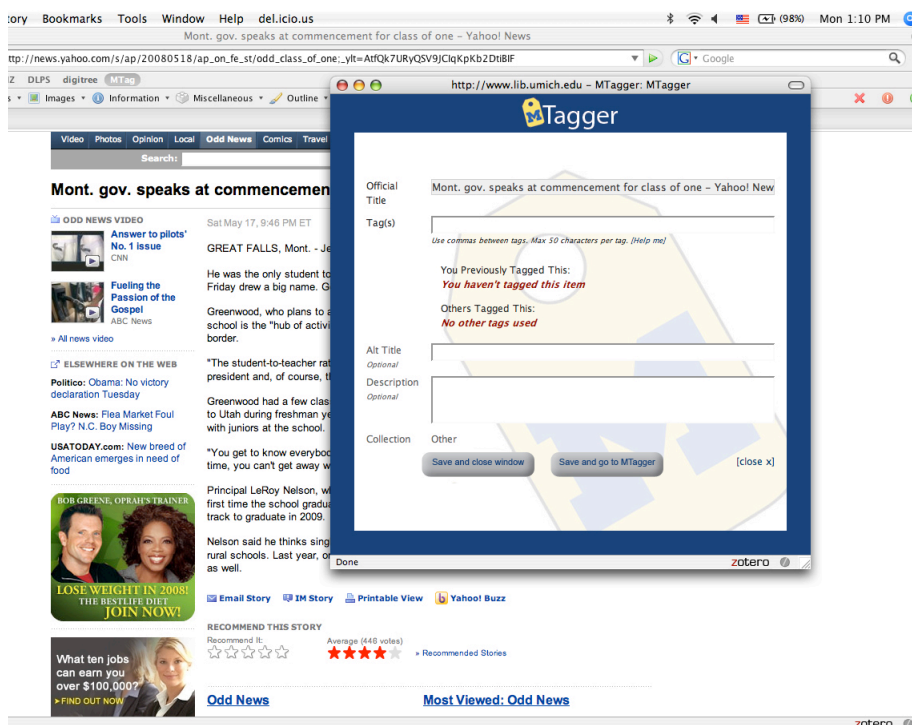 ory Bookmarks Tools Window Help del.icio.us
(98%) Mon 1:10 PM
Mont. gov. speaks at commencement for class of one – Yahoo! News
ttp://news.yahoo.com/s/ap/20080518/ap_on_fe_st/odd_class_of_one;_ylt=AtfQk7URyQSV9JClqKpKb2DtiBIF
Google
Z DLPS digitree MTag
s Images Information Miscellaneous Outline
Video Photos Opinion Local Odd News Comics Travel
Search:
Mont. gov. speaks at commencemen
ODD NEWS VIDEO
Answer to pilots'
No. 1 issue
CNN
Fueling the
Passion of the
Gospel
ABC News
» All news video
ELSEWHERE ON THE WEB
Politico: Obama: No victory
declaration Tuesday
ABC News: Flea Market Foul
Play? N.C. Boy Missing
USATODAY.com: New breed of
American emerges in need of
food
BOB GREENE, OPRAH'S TRAINER
LOSE WEIGHT IN 2008!
THE BESTLIFE DIET
JOIN NOW!
What ten jobs
can earn you
over $100,000?
FIND OUT NOW
Sat May 17, 9:46 PM ET
GREAT FALLS, Mont. - Je
He was the only student to
Friday drew a big name. G
Greenwood, who plans to a
school is the "hub of activi
border.
"The student-to-teacher rat
president and, of course, t
Greenwood had a few clas
to Utah during freshman ye
with juniors at the school.
"You get to know everyboo
time, you can't get away w
Principal LeRoy Nelson, w
first time the school gradua
track to graduate in 2009.
Nelson said he thinks sing
rural schools. Last year, o
as well.
Email Story IM Story Printable View Yahoo! Buzz
RECOMMEND THIS STORY
Recommend It:
Average (446 votes)
» Recommended Stories
Odd News
Most Viewed: Odd News
http://www.lib.umich.edu – MTagger: MTagger
MTagger
Official
Title
Mont. gov. speaks at commencement for class of one – Yahoo! New
Tag(s)
Use commas between tags. Max 50 characters per tag. [Help me]
You Previously Tagged This:
You haven't tagged this item
Others Tagged This:
No other tags used
Alt Title
Optional
Description
Optional
Collection Other
Save and close window
Save and go to MTagger
[close x]
Done
zotero
zotero